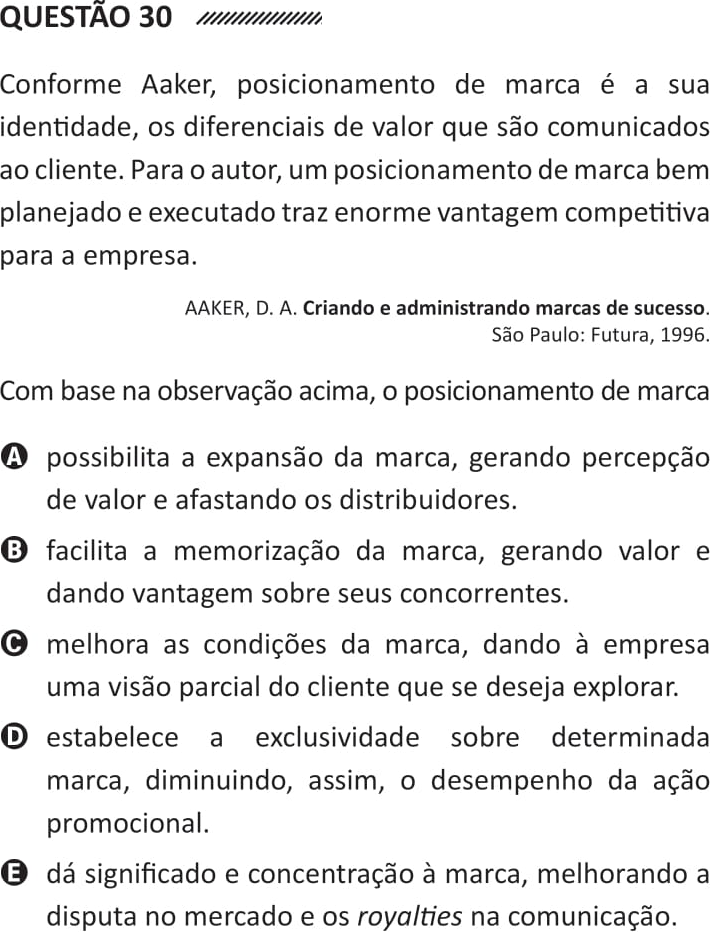 QUESTÃO 30
Conforme Aaker, posicionamento de marca é a sua
identidade, os diferenciais de valor que são comunicados
ao cliente. Para o autor, um posicionamento de marca bem
planejado e executado traz enorme vantagem competitiva
para a empresa.
AAKER, D. A. Criando e administrando marcas de sucesso.
São Paulo: Futura, 1996.
Com base na observação acima, o posicionamento de marca
A possibilita a expansão da marca, gerando percepção
de valor e afastando os distribuidores.
B facilita a memorização da marca, gerando valor e
dando vantagem sobre seus concorrentes.
C melhora as condições da marca, dando à empresa
uma visão parcial do cliente que se deseja explorar.
D estabelece a exclusividade sobre determinada
marca, diminuindo, assim, o desempenho da ação
promocional.
E dá significado e concentração à marca, melhorando a
disputa no mercado e os royalties na comunicação.